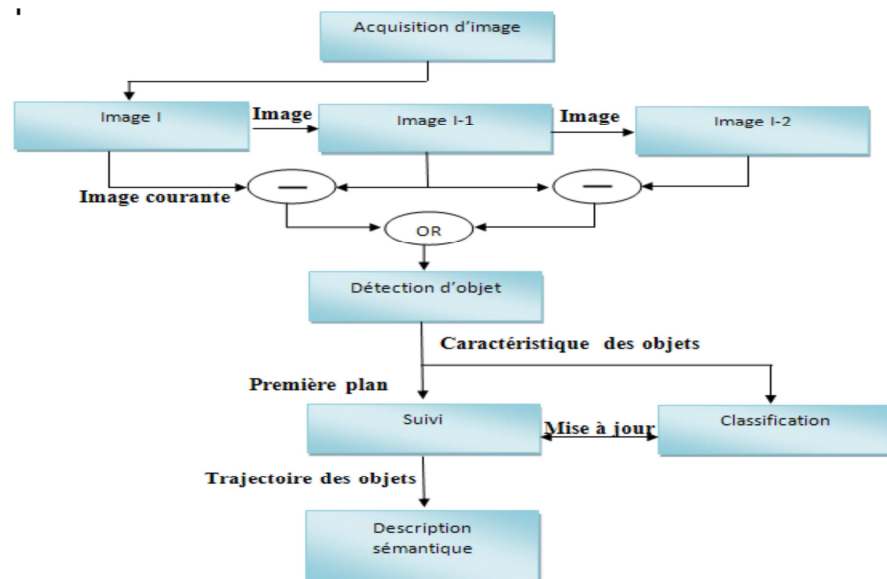 Acquisition d'image
Image I
Image
Image I-1
Image
Image I-2
Image courante
—
—
OR
Détection d'objet
Caractéristique des objets
Première plan
Suivi
Mise à jour
Classification
Trajectoire des objets
Description
sémantique